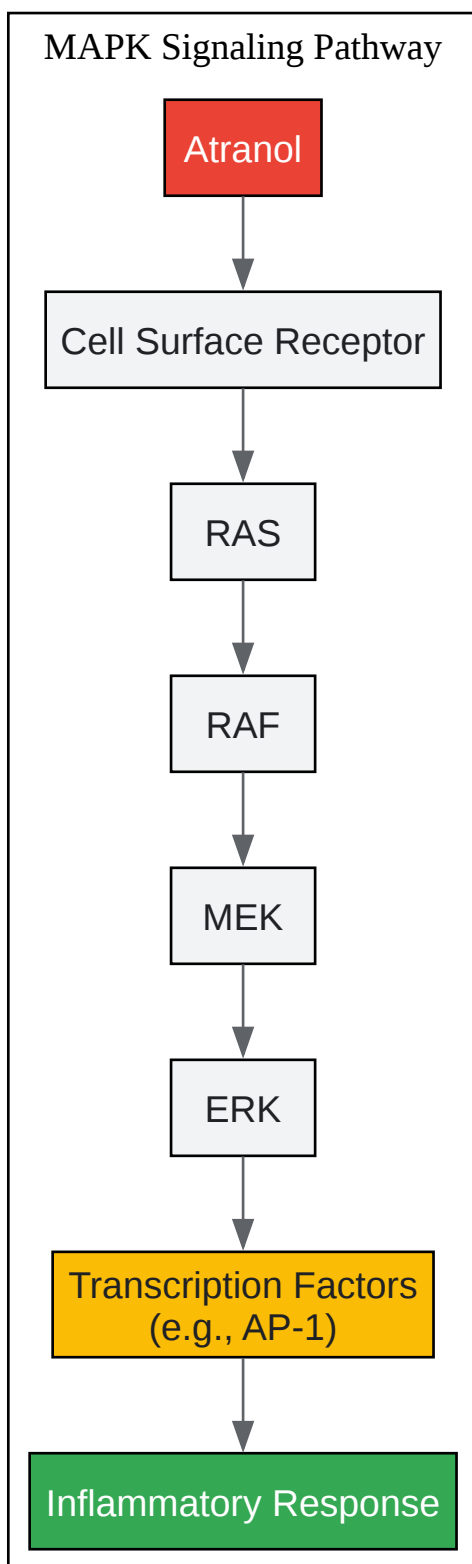 MAPK Signaling Pathway
Atranol
Cell Surface Receptor
RAS
RAF
MEK
ERK
Transcription Factors
(e.g., AP-1)
Inflammatory Response